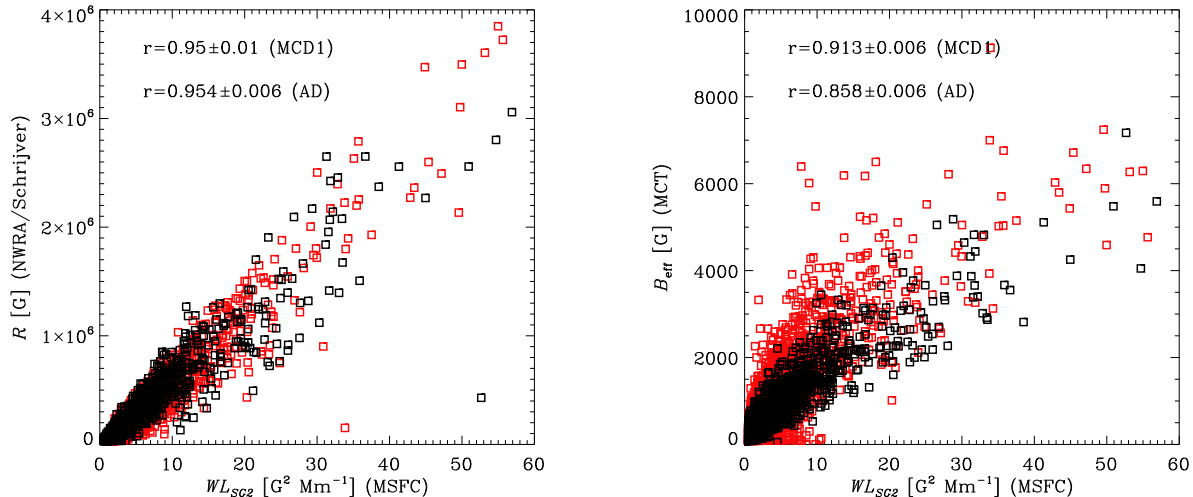 4×10⁶
3×10⁶
2×10⁶
1×10⁶
0
r=0.95±0.01 (MCD1)
r=0.954±0.006 (AD)
R [G] (NWRA/Schrijver)
0 10 20 30 40 50 60
WL_SG2 [G² Mm⁻¹] (MSFC)
10000
8000
6000
4000
2000
0
r=0.913±0.006 (MCD1)
r=0.858±0.006 (AD)
B_eff [G] (MCT)
0 10 20 30 40 50 60
WL_SG2 [G² Mm⁻¹] (MSFC)